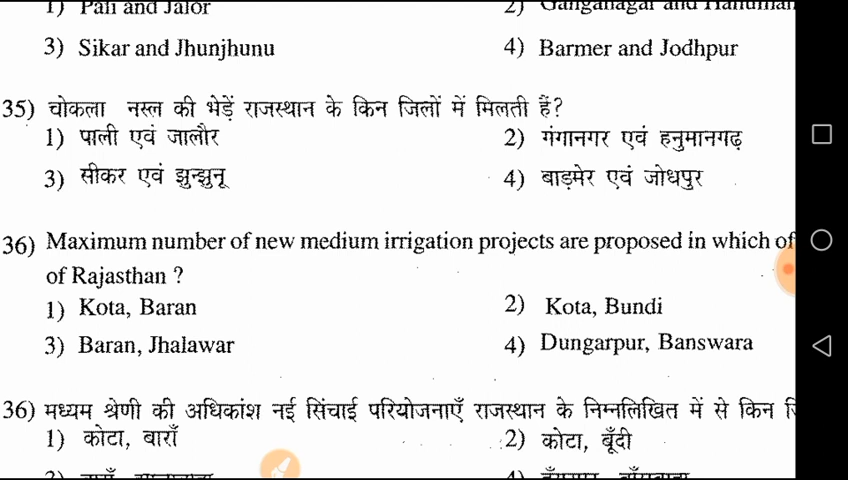 1) Pali and Jalor 2) Ganganagar and
3) Sikar and Jhunjhunu 4) Barmer and Jodhpur
35) चोकला नस्ल की भेड़ें राजस्थान के किन जिलों में मिलती हैं?
1) पाली एवं जालौर 2) गंगानगर एवं हनुमानगढ़
3) सीकर एवं झुन्झुनू 4) बाड़मेर एवं जोधपुर
36) Maximum number of new medium irrigation projects are proposed in which of
of Rajasthan ?
1) Kota, Baran 2) Kota, Bundi
3) Baran, Jhalawar 4) Dungarpur, Banswara
36) मध्यम श्रेणी की अधिकांश नई सिंचाई परियोजनाएँ राजस्थान के निम्नलिखित में से किन
1) कोटा, बाराँ 2) कोटा, बूँदी